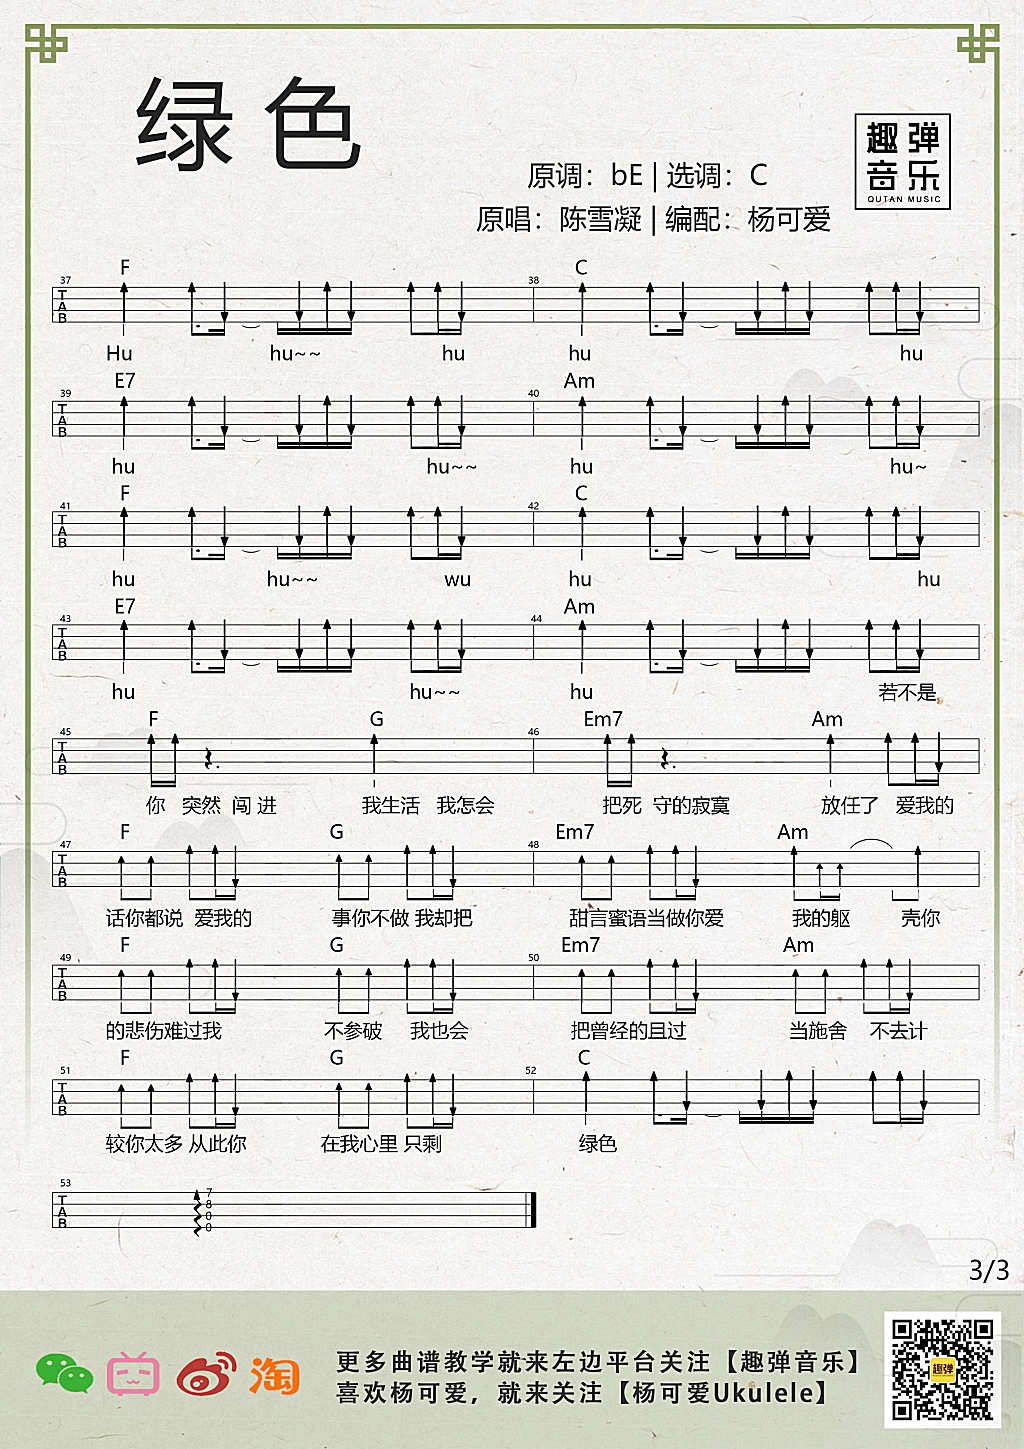 绿色
趣弹
音乐
QUTAN MUSIC
原调：bE | 选调：C
原唱：陈雪凝 | 编配：杨可爱
F C
37 38
TAB
Hu hu~~ hu hu hu
E7 Am
39 40
TAB
hu hu~~ hu hu~
F C
41 42
TAB
hu hu~~ wu hu hu
E7 Am
43 44
TAB
hu hu~~ hu 若不是
F G Em7 Am
45 46
TAB
你 突然 闯进 我生活 我怎会 把死 守的寂寞 放任了 爱我的
F G Em7 Am
47 48
TAB
话你都说 爱我的 事你不做 我却把 甜言蜜语当做你爱 我的躯 壳你
F G Em7 Am
49 50
TAB
的悲伤难过我 不参破 我也会 把曾经的且过 当施舍 不去计
F G C
51 52
TAB
较你太多 从此你 在我心里 只剩 绿色
53
TAB
7
8
0
0
3/3
淘
更多曲谱教学就来左边平台关注【趣弹音乐】
喜欢杨可爱，就来关注【杨可爱Ukulele】
趣弹